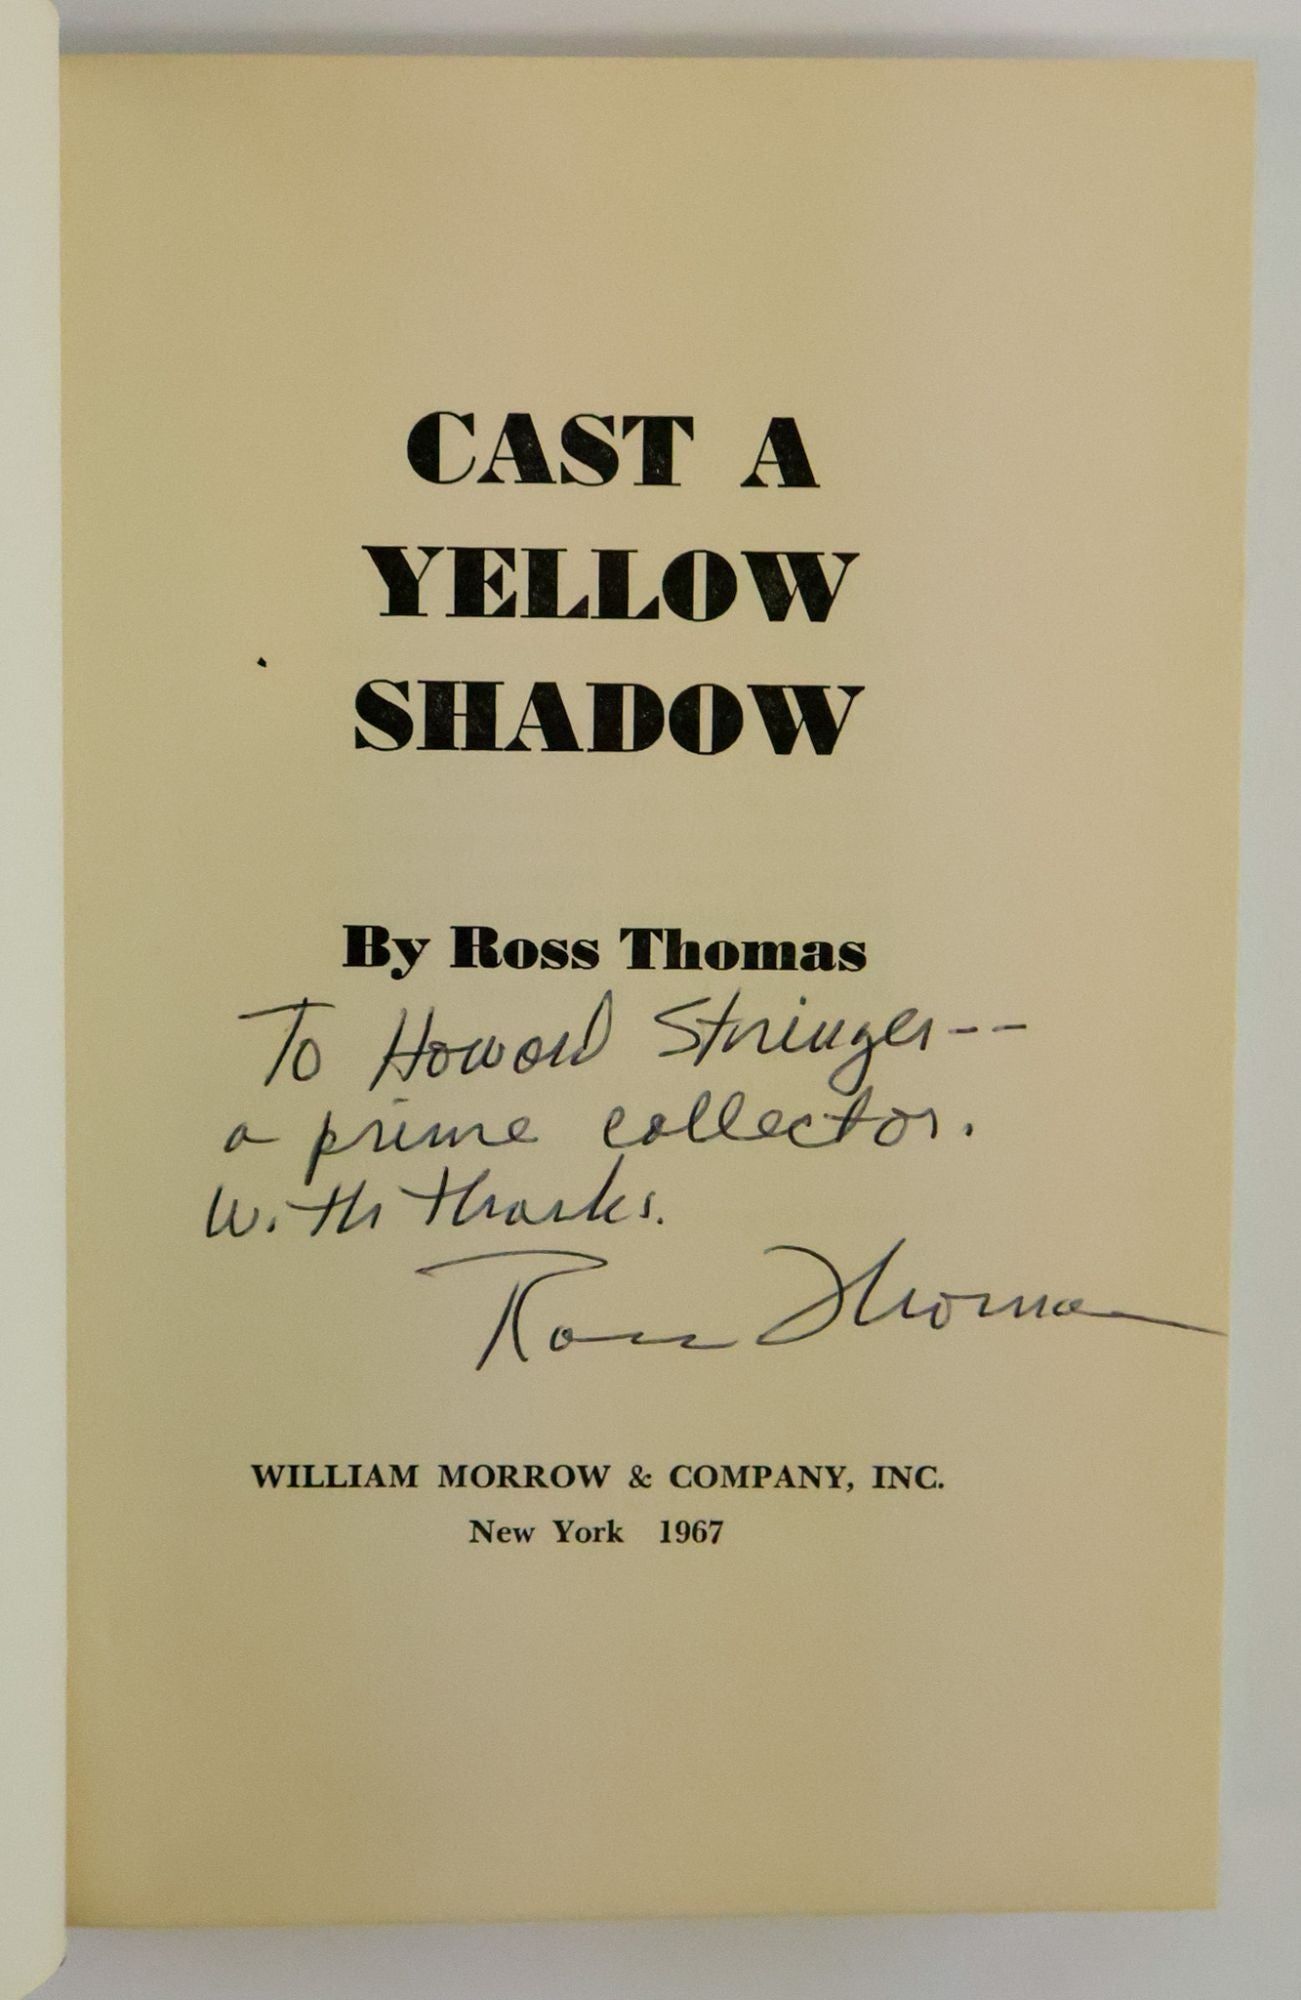 CAST A
YELLOW
SHADOW
By Ross Thomas
To Howard Stringer--
a prime collector.
With thanks.
Ross Thomas
WILLIAM MORROW & COMPANY, INC.
New York 1967